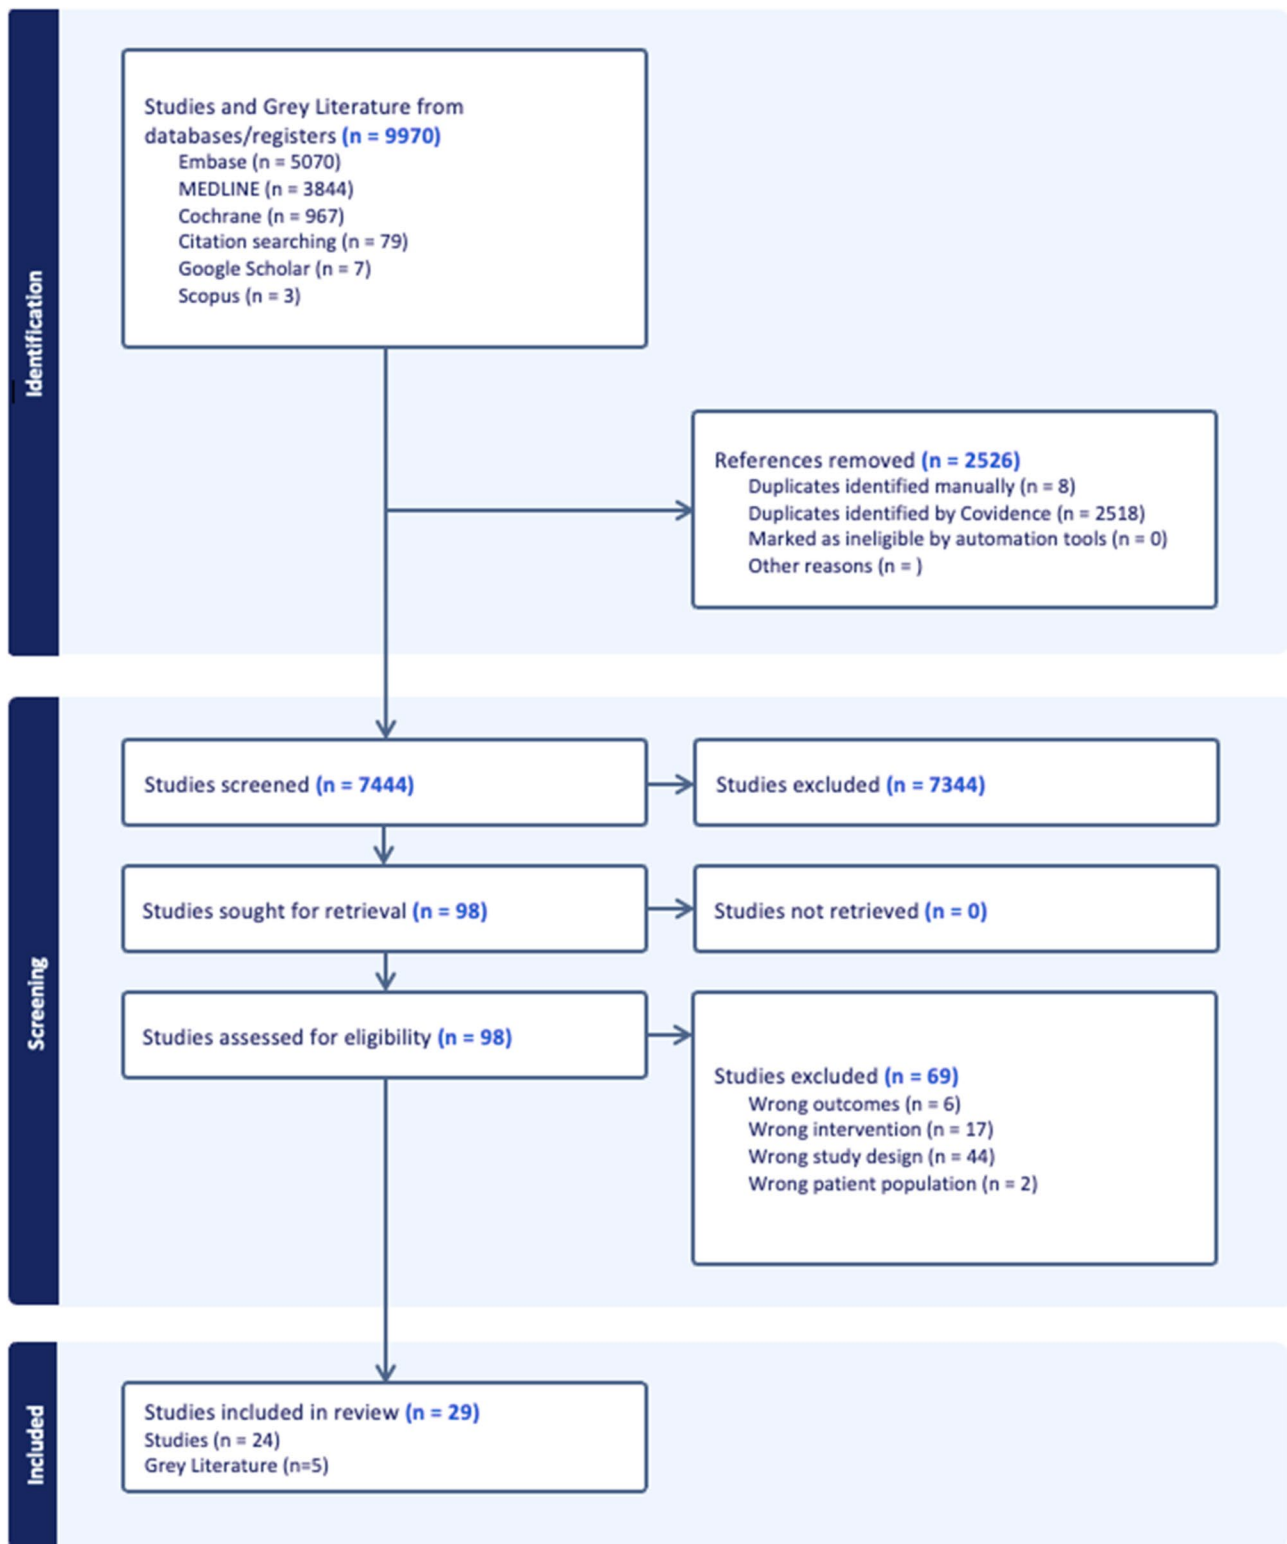 Identification
Studies and Grey Literature from
databases/registers (n = 9970)
Embase (n = 5070)
MEDLINE (n = 3844)
Cochrane (n = 967)
Citation searching (n = 79)
Google Scholar (n = 7)
Scopus (n = 3)
References removed (n = 2526)
Duplicates identified manually (n = 8)
Duplicates identified by Covidence (n = 2518)
Marked as ineligible by automation tools (n = 0)
Other reasons (n = )
Screening
Studies screened (n = 7444)
Studies excluded (n = 7344)
Studies sought for retrieval (n = 98)
Studies not retrieved (n = 0)
Studies assessed for eligibility (n = 98)
Studies excluded (n = 69)
Wrong outcomes (n = 6)
Wrong intervention (n = 17)
Wrong study design (n = 44)
Wrong patient population (n = 2)
Included
Studies included in review (n = 29)
Studies (n = 24)
Grey Literature (n=5)